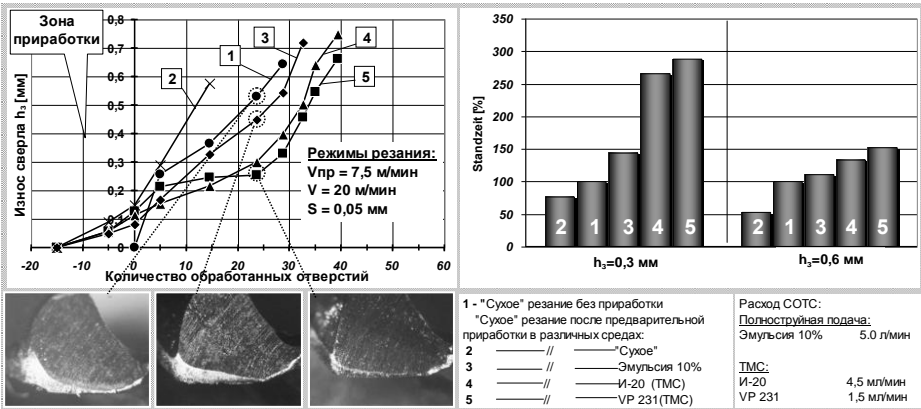 Зона
приработки
0,8
0,7
0,6
0,5
0,4
0,3
0,2
0,1
0
Износ сверла h₃ [мм]
2
1
3
4
5
Режимы резания:
Vпр = 7,5 м/мин
V = 20 м/мин
S = 0,05 мм
-20 -10 0 10 20 30 40 60
Количество обработанных отверстий
Standzeit [%]
350
300
250
200
150
100
50
0
2 1 3 4 5
2 1 3 4 5
h₃=0,3 мм
h₃=0,6 мм
1 - "Сухое" резание без приработки
"Сухое" резание после предварительной
приработки в различных средах:
2 —— // —— "Сухое"
3 —— // —— Эмульсия 10%
4 —— // —— И-20 (ТМС)
5 —— // —— VP 231(ТМС)
Расход СОТС:
Полноструйная подача:
Эмульсия 10% 5.0 л/мин
ТМС:
И-20 4,5 мл/мин
VP 231 1,5 мл/мин